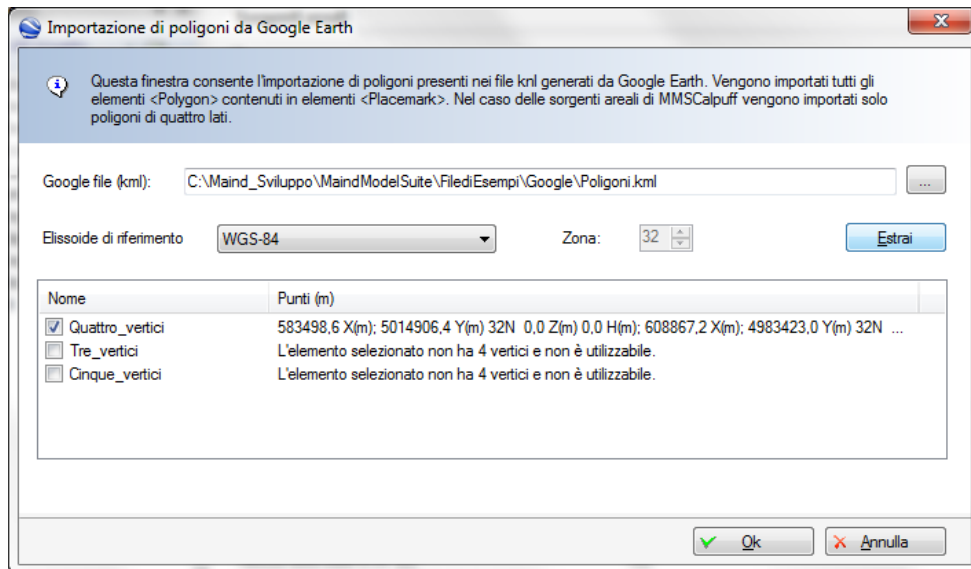 Importazione di poligoni da Google Earth
Questa finestra consente l'importazione di poligoni presenti nei file knl generati da Google Earth. Vengono importati tutti gli
elementi <Polygon> contenuti in elementi <Placemark>. Nel caso delle sorgenti areali di MMSCalpuff vengono importati solo
poligoni di quattro lati.
Google file (kml): C:\Maind_Sviluppo\MaindModelSuite\FilediEsempi\Google\Poligoni.kml ...
Elissoide di riferimento WGS-84 Zona: 32 Estrai
Nome Punti (m)
Quattro_vertici 583498,6 X(m); 5014906,4 Y(m) 32N 0,0 Z(m) 0,0 H(m); 608867,2 X(m); 4983423,0 Y(m) 32N ...
Tre_vertici L'elemento selezionato non ha 4 vertici e non è utilizzabile.
Cinque_vertici L'elemento selezionato non ha 4 vertici e non è utilizzabile.
Ok Annulla